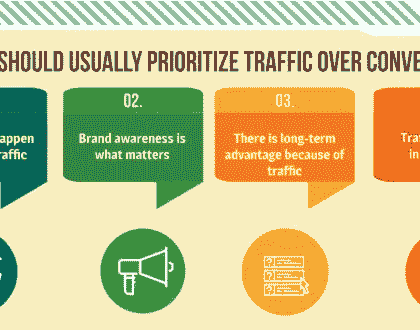 SHOULD USUALLY PRIORITIZE TRAFFIC OVER CONVE
appen
raffic
02.
Brand awareness is
what matters
03.
There is long-term
advantage because of
traffic
Tra
in